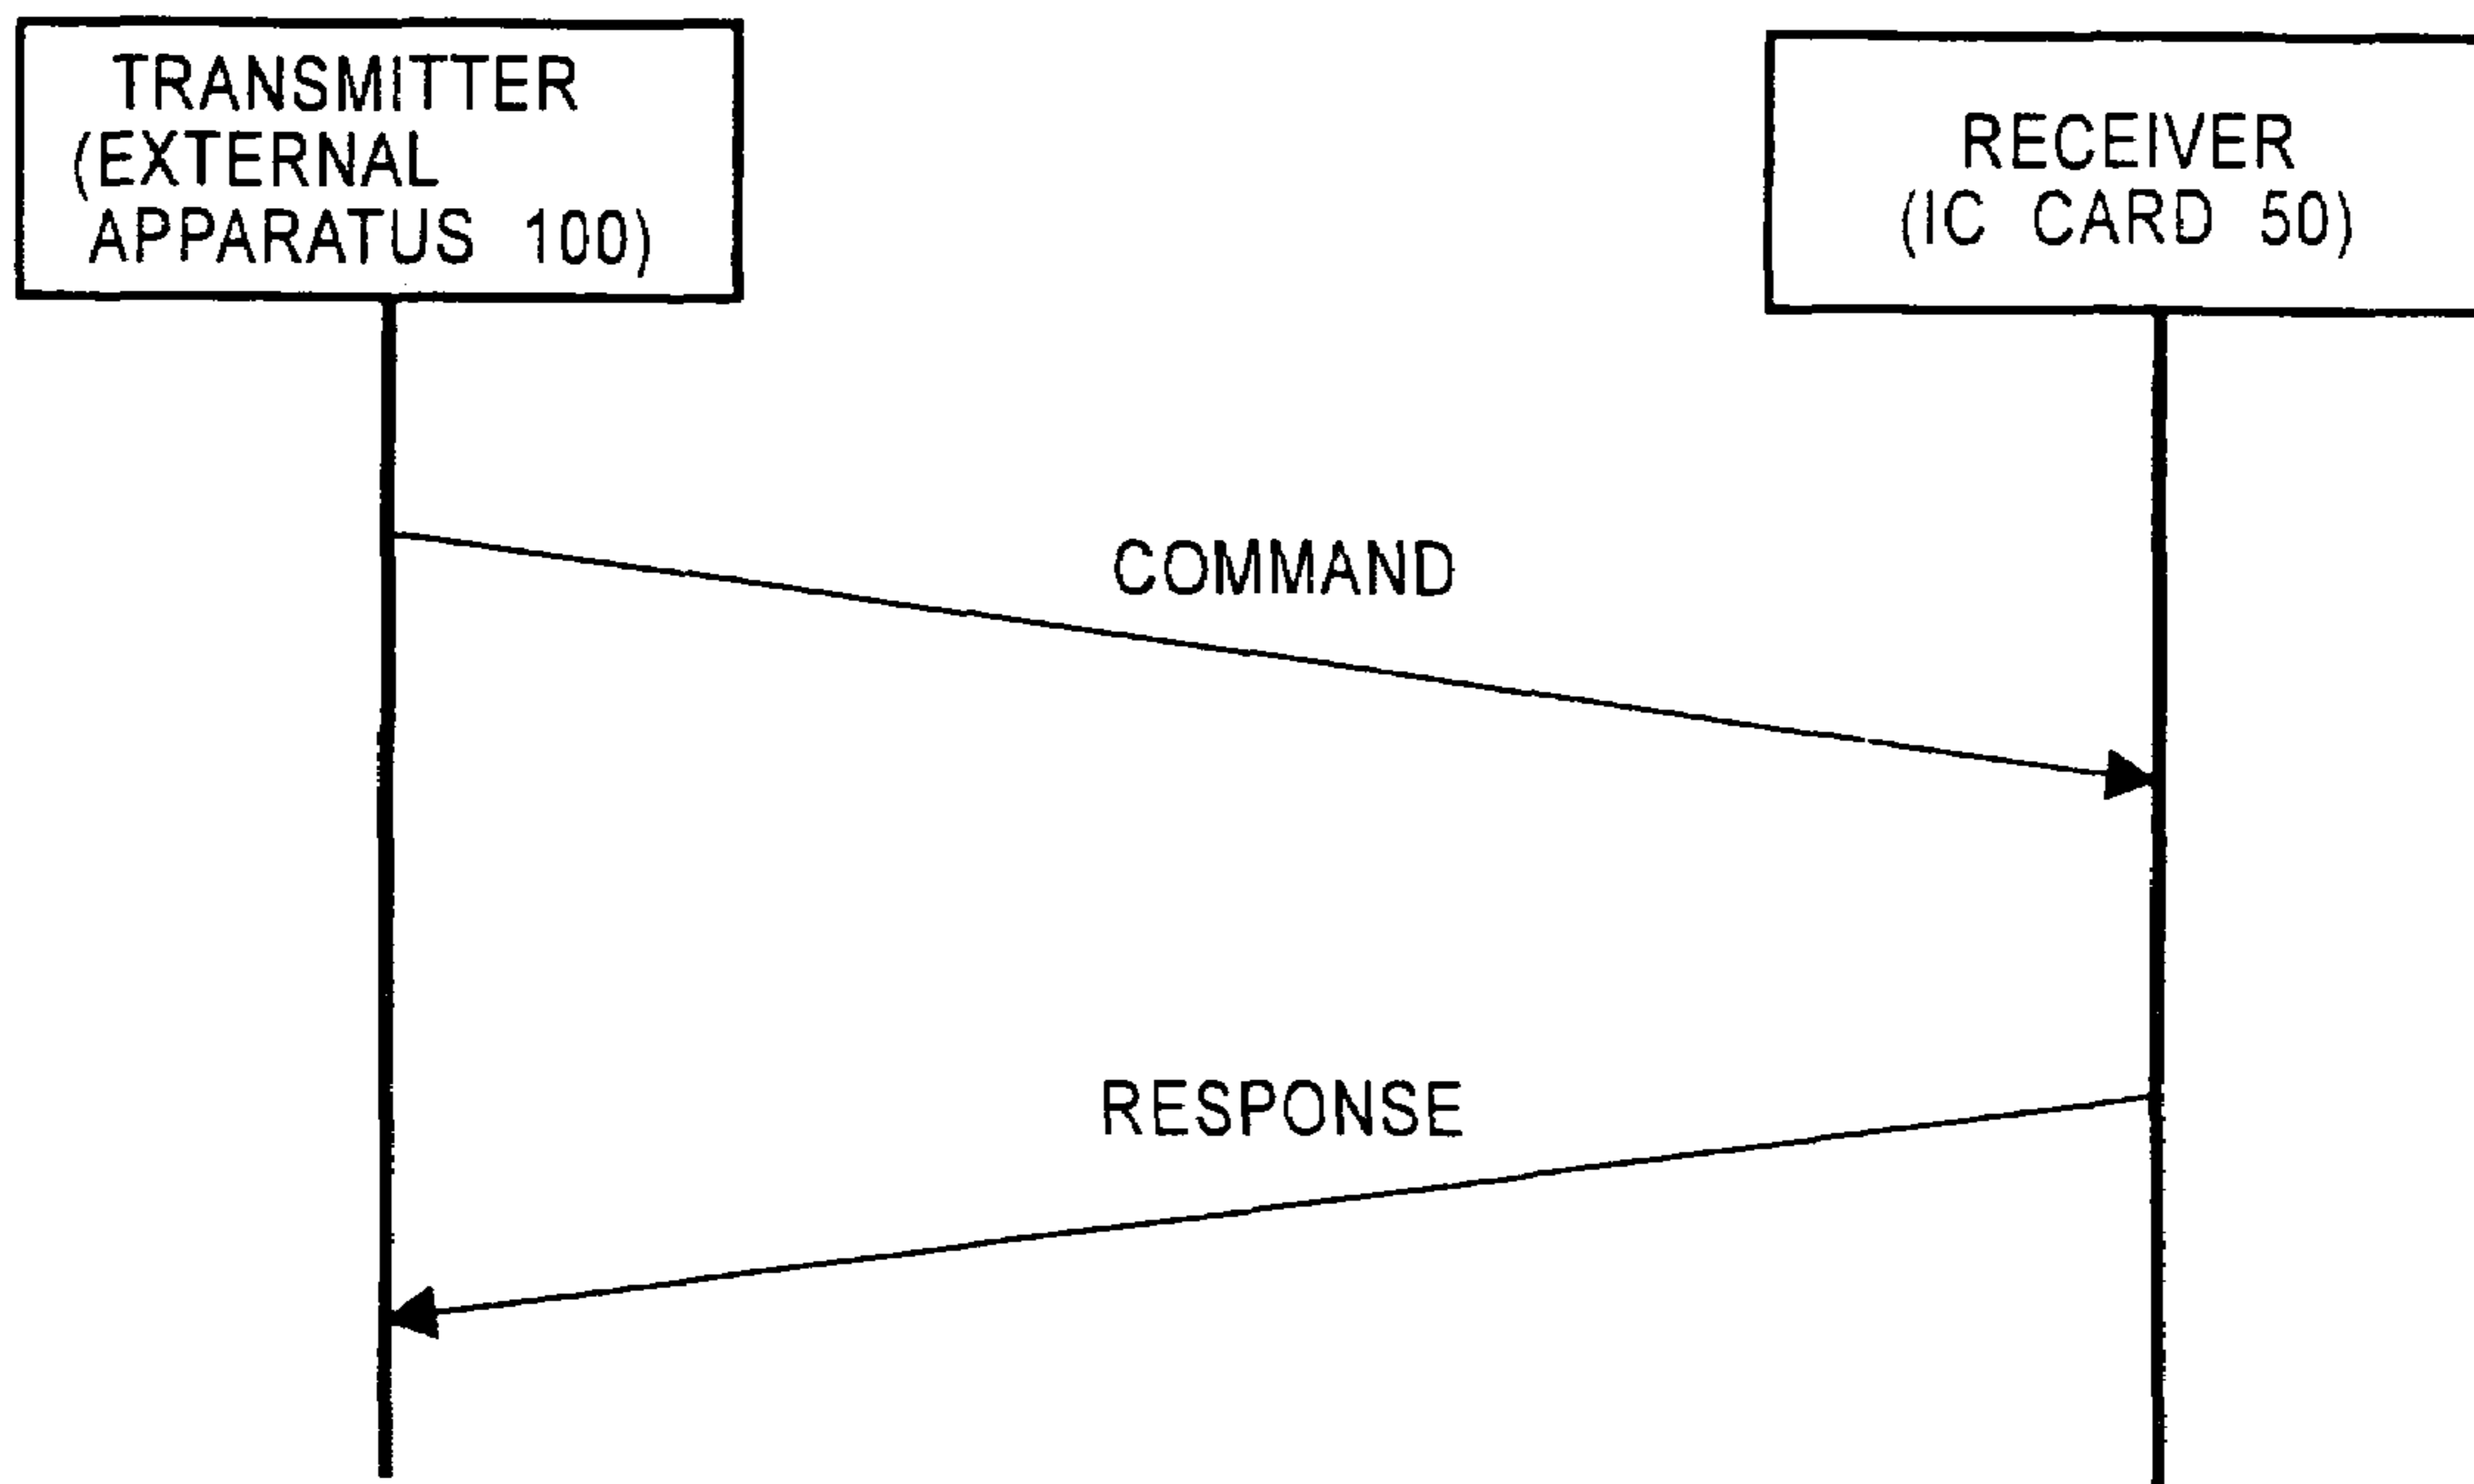 TRANSMITTER
(EXTERNAL
APPARATUS 100)
RECEIVER
(IC CARD 50)
COMMAND
RESPONSE